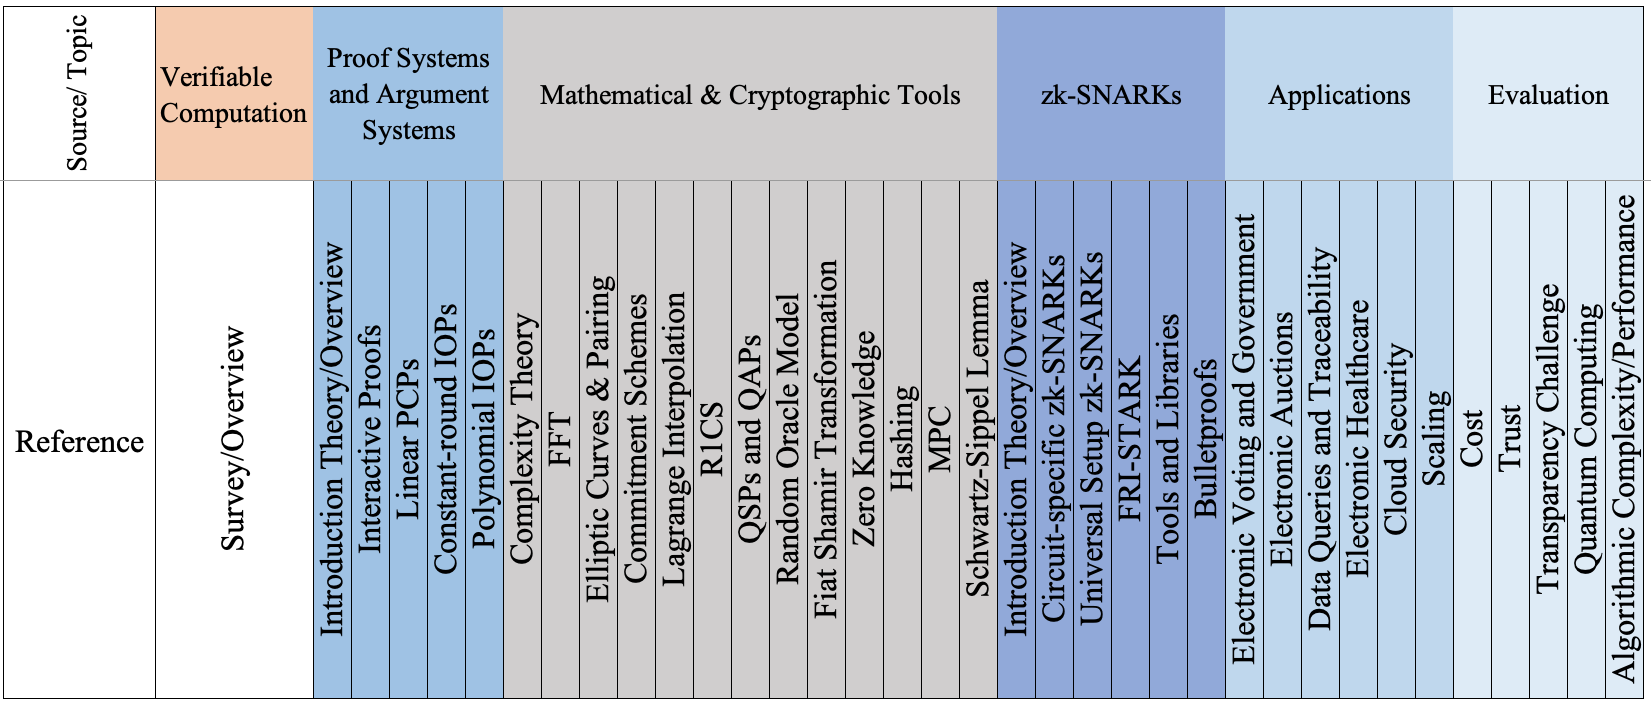 Source/ Topic
Verifiable
Computation
Proof Systems
and Argument
Systems
Mathematical & Cryptographic Tools
zk-SNARKs
Applications
Evaluation
Reference
Survey/Overview
Introduction Theory/Overview
Interactive Proofs
Linear PCPs
Constant-round IOPs
Polynomial IOPs
Complexity Theory
FFT
Elliptic Curves & Pairing
Commitment Schemes
Lagrange Interpolation
R1CS
QSPs and QAPs
Random Oracle Model
Fiat Shamir Transformation
Zero Knowledge
Hashing
MPC
Schwartz-Sippel Lemma
Introduction Theory/Overview
Circuit-specific zk-SNARKs
Universal Setup zk-SNARKs
FRI-STARK
Tools and Libraries
Bulletproofs
Electronic Voting and Government
Electronic Auctions
Data Queries and Traceability
Electronic Healthcare
Cloud Security
Scaling
Cost
Trust
Transparency Challenge
Quantum Computing
Algorithmic Complexity/Performance